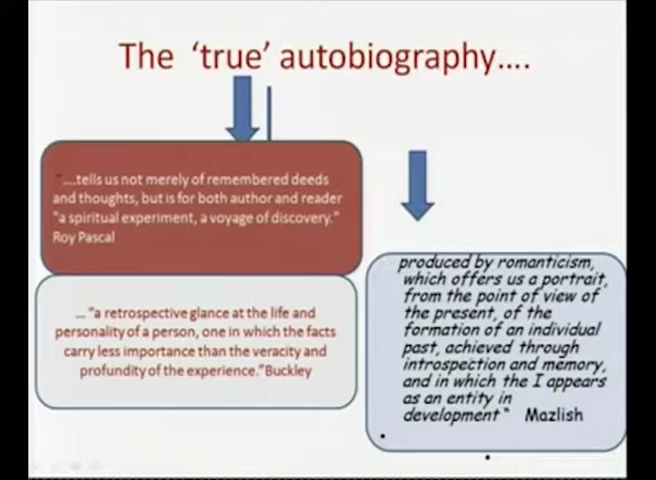 The 'true' autobiography....
"....tells us not merely of remembered deeds
and thoughts, but is for both author and reader
"a spiritual experiment, a voyage of discovery."
Roy Pascal
... "a retrospective glance at the life and
personality of a person, one in which the facts
carry less importance than the veracity and
profundity of the experience."Buckley
produced by romanticism,
which offers us a portrait,
from the point of view of
the present, of the
formation of an individual
past, achieved through
introspection and memory,
and in which the I appears
as an entity in
development" Mazlish